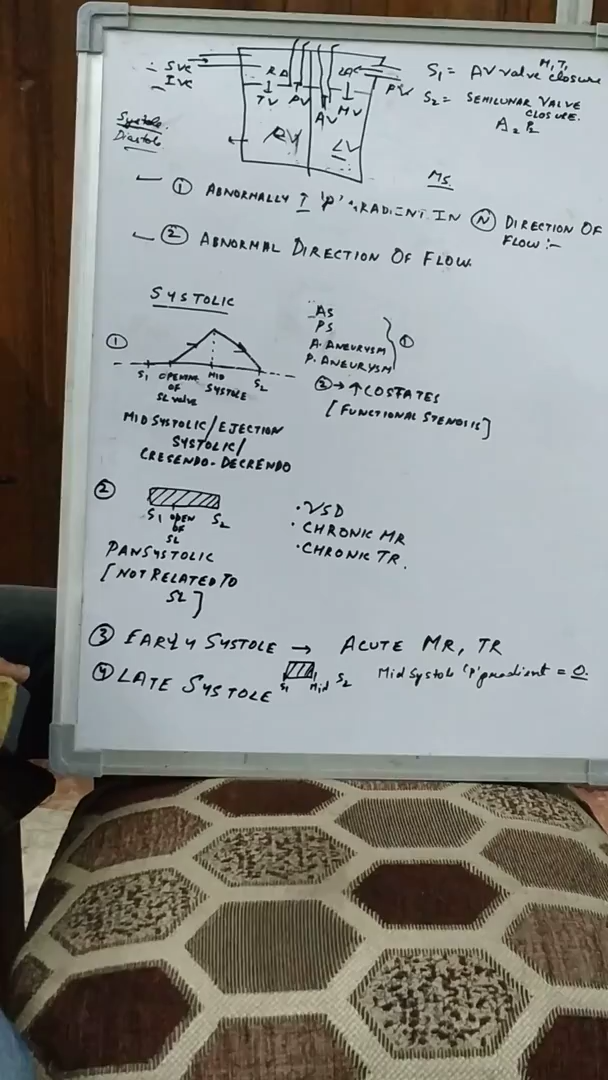 SVC
IVC
RA
LA
PV
TV
PV
AV
MV
RV
LV
Systole
Diastole
S₁ = AV valve closure
M, T,
S₂ = SEMILUNAR VALVE
CLOSURE.
A₂ P₂
MS
① ABNORMALLY ↑ 'P' GRADIENT IN Ⓝ DIRECTION OF
FLOW :-
② ABNORMAL DIRECTION OF FLOW.
SYSTOLIC
①
S₁ OPENING MID S₂
OF SYSTOLE
SL VALVE
MID SYSTOLIC/EJECTION
SYSTOLIC/
CRESENDO-DECRENDO
AS
PS
A. ANEURYSM
P. ANEURYSM
①
② → ↑
[FUNCTIONAL STENOSIS]
②
S₁ OPEN S₂
OF
SL
PANSYSTOLIC
[NOT RELATED TO
SL]
• VSD
• CHRONIC MR
• CHRONIC TR.
③ EARLY SYSTOLE → ACUTE MR, TR
④ LATE SYSTOLE
S₁ Mid S₂
Mid Systole 'P' gradient = 0.